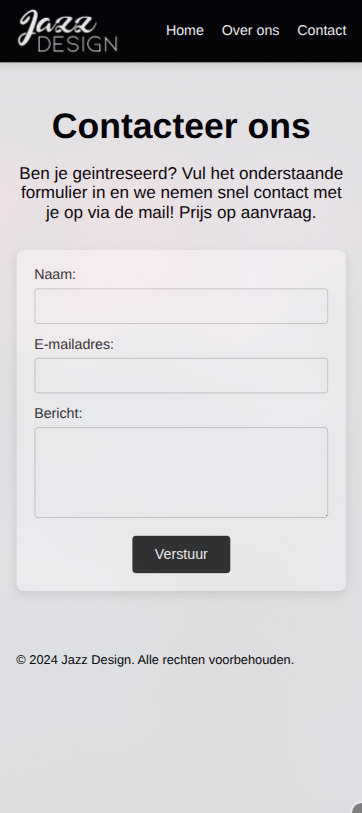 Jazz
DESIGN
Home Over ons Contact
Contacteer ons
Ben je geintreseerd? Vul het onderstaande
formulier in en we nemen snel contact met
je op via de mail! Prijs op aanvraag.
Naam:
E-mailadres:
Bericht:
Verstuur
© 2024 Jazz Design. Alle rechten voorbehouden.